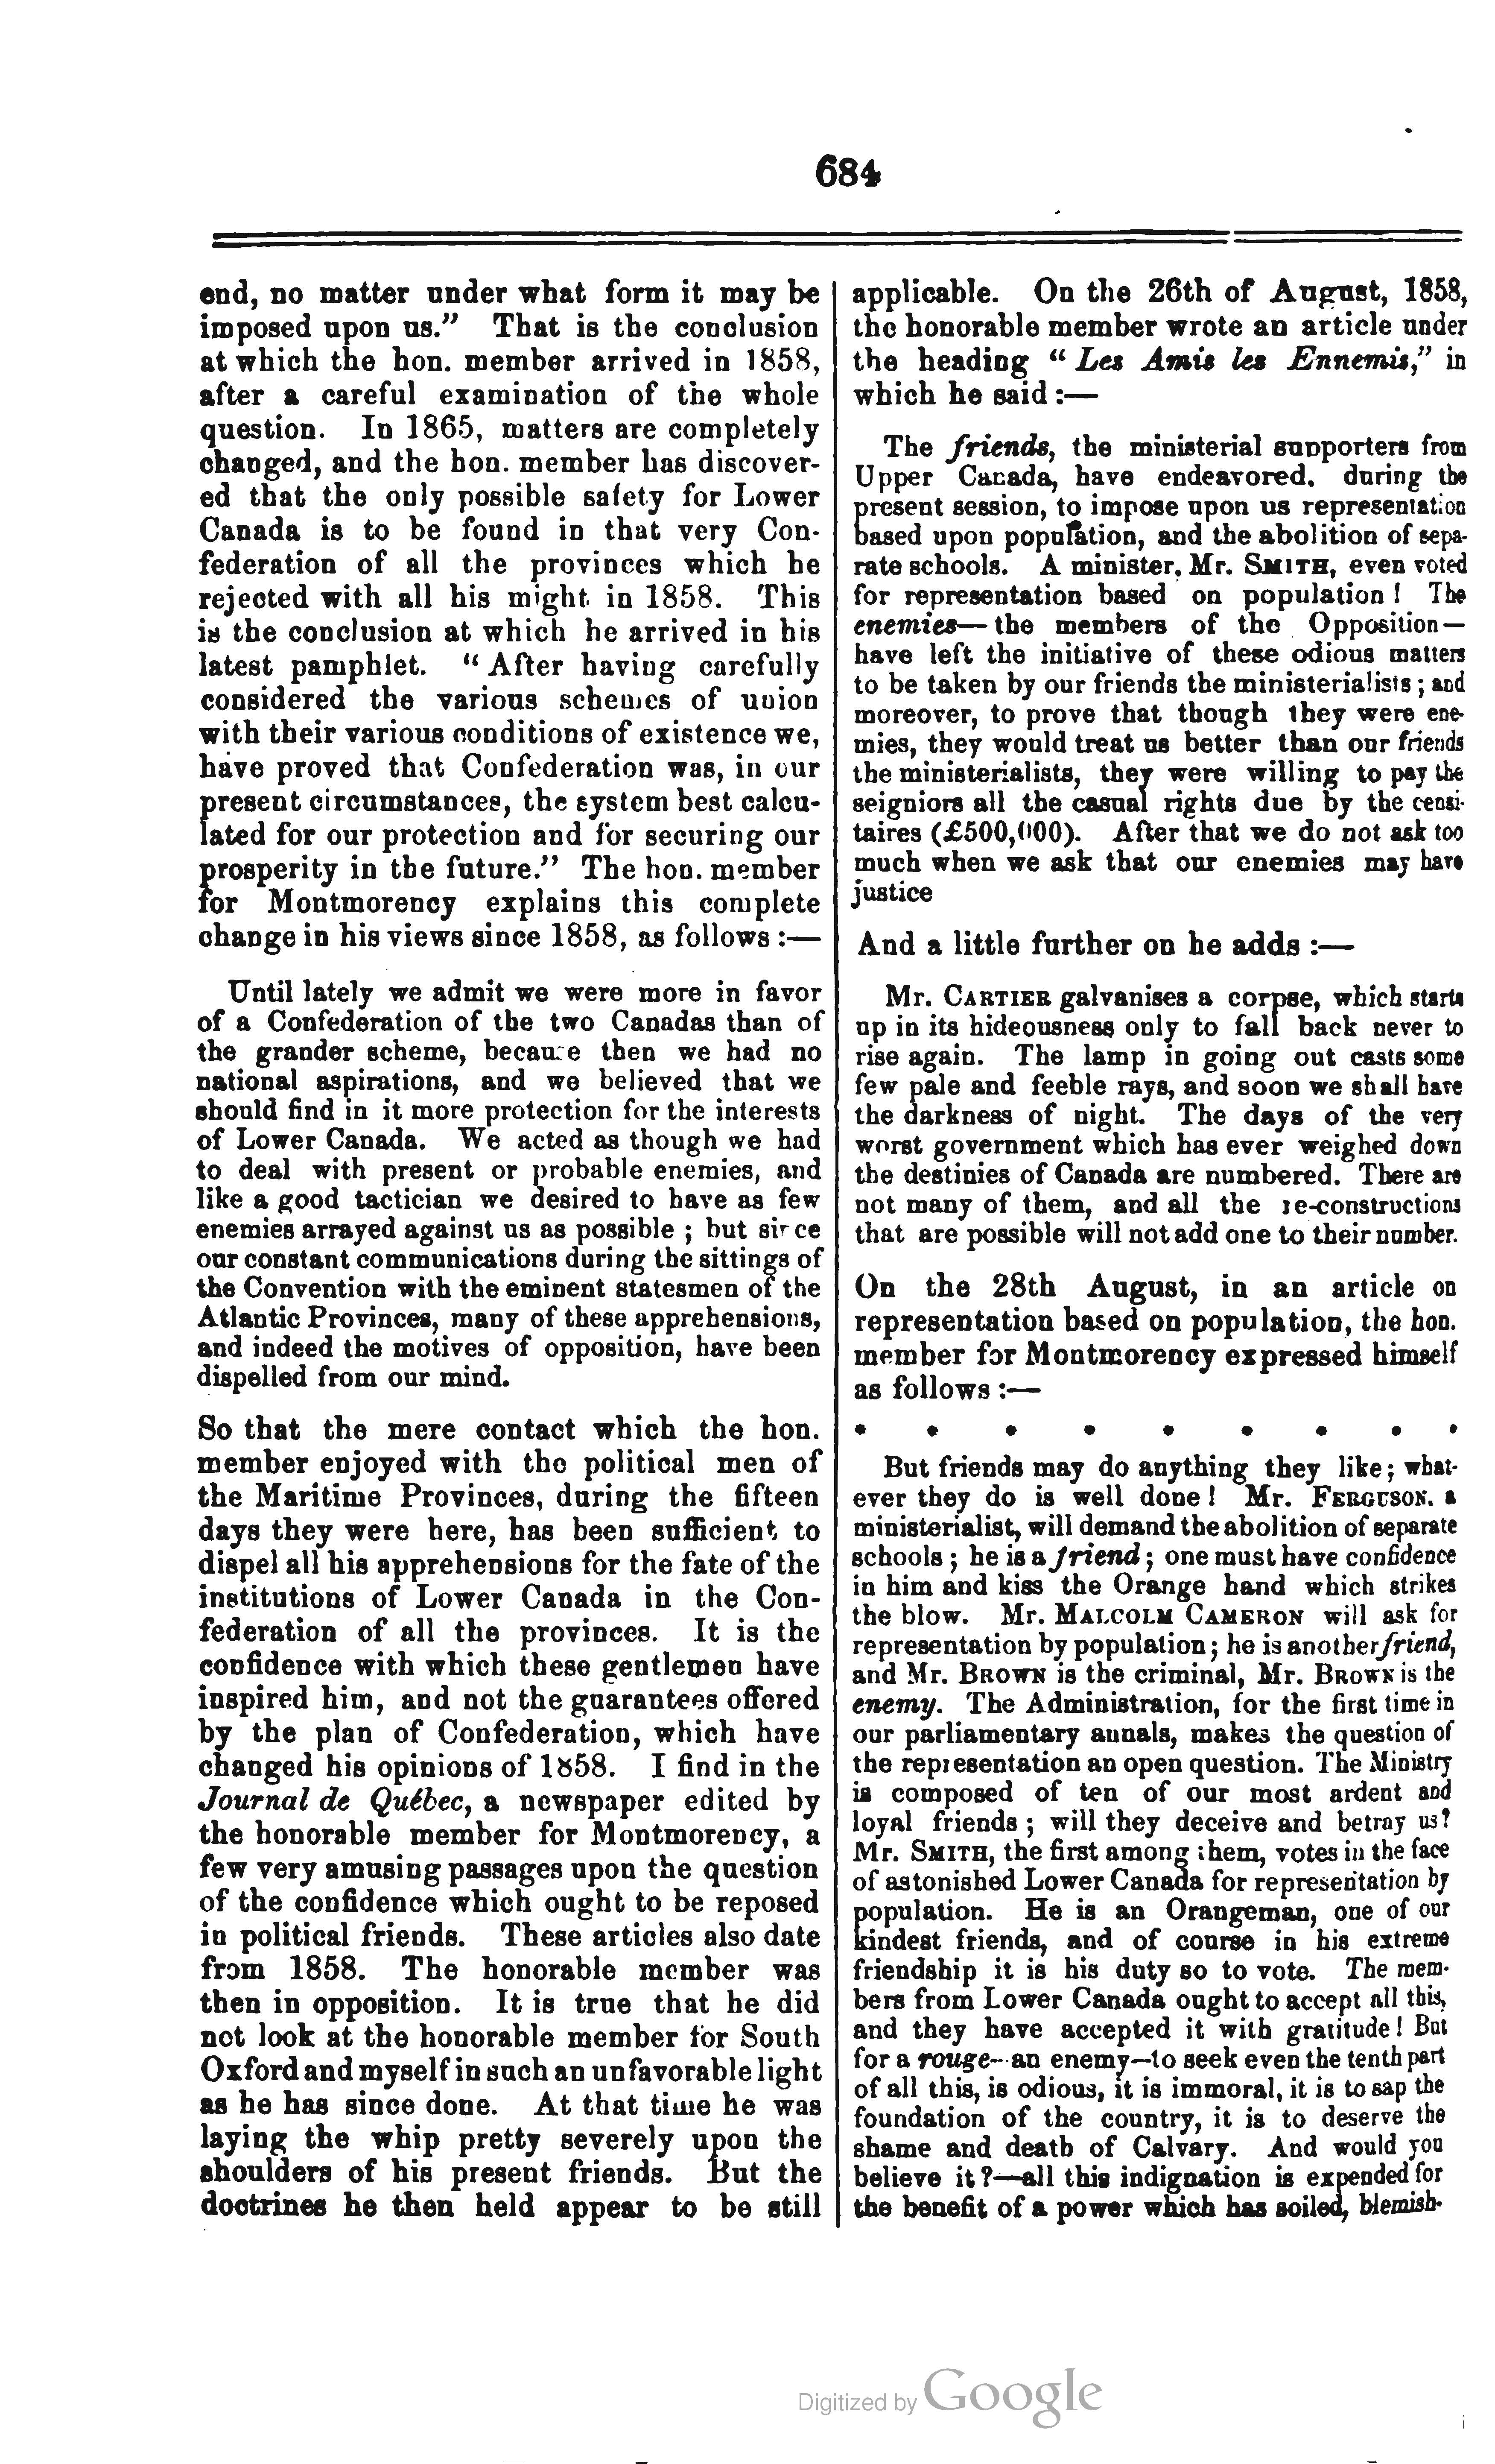 684
end, no matter under what form it may be
imposed upon us." That is the conclusion
at which the hon. member arrived in 1858,
after a careful examination of the whole
question. In 1865, matters are completely
changed, and the hon. member has discover-
ed that the only possible safety for Lower
Canada is to be found in that very Con-
federation of all the provinces which he
rejected with all his might in 1858. This
is the conclusion at which he arrived in his
latest pamphlet. "After having carefully
considered the various schemes of union
with their various conditions of existence we,
have proved that Confederation was, in our
present circumstances, the system best calcu-
lated for our protection and for securing our
prosperity in the future." The hon. member
for Montmorency explains this complete
change in his views since 1858, as follows :—
Until lately we admit we were more in favor
of a Confederation of the two Canadas than of
the grander scheme, because then we had no
national aspirations, and we believed that we
should find in it more protection for the interests
of Lower Canada. We acted as though we had
to deal with present or probable enemies, and
like a good tactician we desired to have as few
enemies arrayed against us as possible ; but since
our constant communications during the sittings of
the Convention with the eminent statesmen of the
Atlantic Provinces, many of these apprehensions,
and indeed the motives of opposition, have been
dispelled from our mind.
So that the mere contact which the hon.
member enjoyed with the political men of
the Maritime Provinces, during the fifteen
days they were here, has been sufficient to
dispel all his apprehensions for the fate of the
institutions of Lower Canada in the Con-
federation of all the provinces. It is the
confidence with which these gentlemen have
inspired him, and not the guarantees offered
by the plan of Confederation, which have
changed his opinions of 1858. I find in the
Journal de Québec, a newspaper edited by
the honorable member for Montmorency, a
few very amusing passages upon the question
of the confidence which ought to be reposed
in political friends. These articles also date
from 1858. The honorable member was
then in opposition. It is true that he did
not look at the honorable member for South
Oxford and myself in such an unfavorable light
as he has since done. At that time he was
laying the whip pretty severely upon the
shoulders of his present friends. But the
doctrines he then held appear to be still
applicable. On the 26th of August, 1858,
the honorable member wrote an article under
the heading " Les Amis les Ennemis," in
which he said :—
The friends, the ministerial supporters from
Upper Canada, have endeavored, during the
present session, to impose upon us representation
based upon population, and the abolition of sepa-
rate schools. A minister, Mr. SMITH, even voted
for representation based on population ! The
enemies— the members of the Opposition—
have left the initiative of these odious matters
to be taken by our friends the ministerialists ; and
moreover, to prove that though they were ene-
mies, they would treat us better than our friends
the ministerialists, they were willing to pay the
seigniors all the casual rights due by the censi-
taires (£500,000). After that we do not ask too
much when we ask that our enemies may have
justice
And a little further on he adds :—
Mr. CARTIER galvanises a corpse, which starts
up in its hideousness only to fall back never to
rise again. The lamp in going out casts some
few pale and feeble rays, and soon we shall have
the darkness of night. The days of the very
worst government which has ever weighed down
the destinies of Canada are numbered. There are
not many of them, and all the re-constructions
that are possible will not add one to their number.
On the 28th August, in an article on
representation based on population, the hon.
member for Montmorency expressed himself
as follows :—
* * * * * * * * *
But friends may do anything they like ; what-
ever they do is well done ! Mr. FERGUSON, a
ministerialist, will demand the abolition of separate
schools ; he is a friend ; one must have confidence
in him and kiss the Orange hand which strikes
the blow. Mr. MALCOLM CAMERON will ask for
representation by population ; he is another friend,
and Mr. BROWN is the criminal, Mr. BROWN is the
enemy. The Administration, for the first time in
our parliamentary annals, makes the question of
the representation an open question. The Ministry
is composed of ten of our most ardent and
loyal friends ; will they deceive and betray us?
Mr. SMITH, the first among them, votes in the face
of astonished Lower Canada for representation by
population. He is an Orangeman, one of our
kindest friends, and of course in his extreme
friendship it is his duty so to vote. The mem-
bers from Lower Canada ought to accept all this,
and they have accepted it with gratitude ! But
for a rouge—an enemy—to seek even the tenth part
of all this, is odious, it is immoral, it is to sap the
foundation of the country, it is to deserve the
shame and death of Calvary. And would you
believe it ?—all this indignation is expended for
the benefit of a power which has soiled, blemish-
Digitized by Google